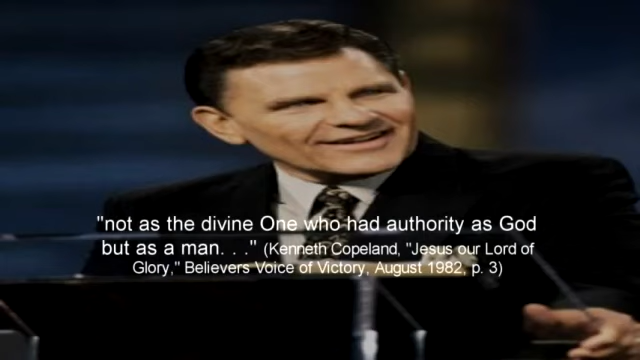 "not as the divine One who had authority as God
but as a man. . ." (Kenneth Copeland, "Jesus our Lord of
Glory," Believers Voice of Victory, August 1982, p. 3)